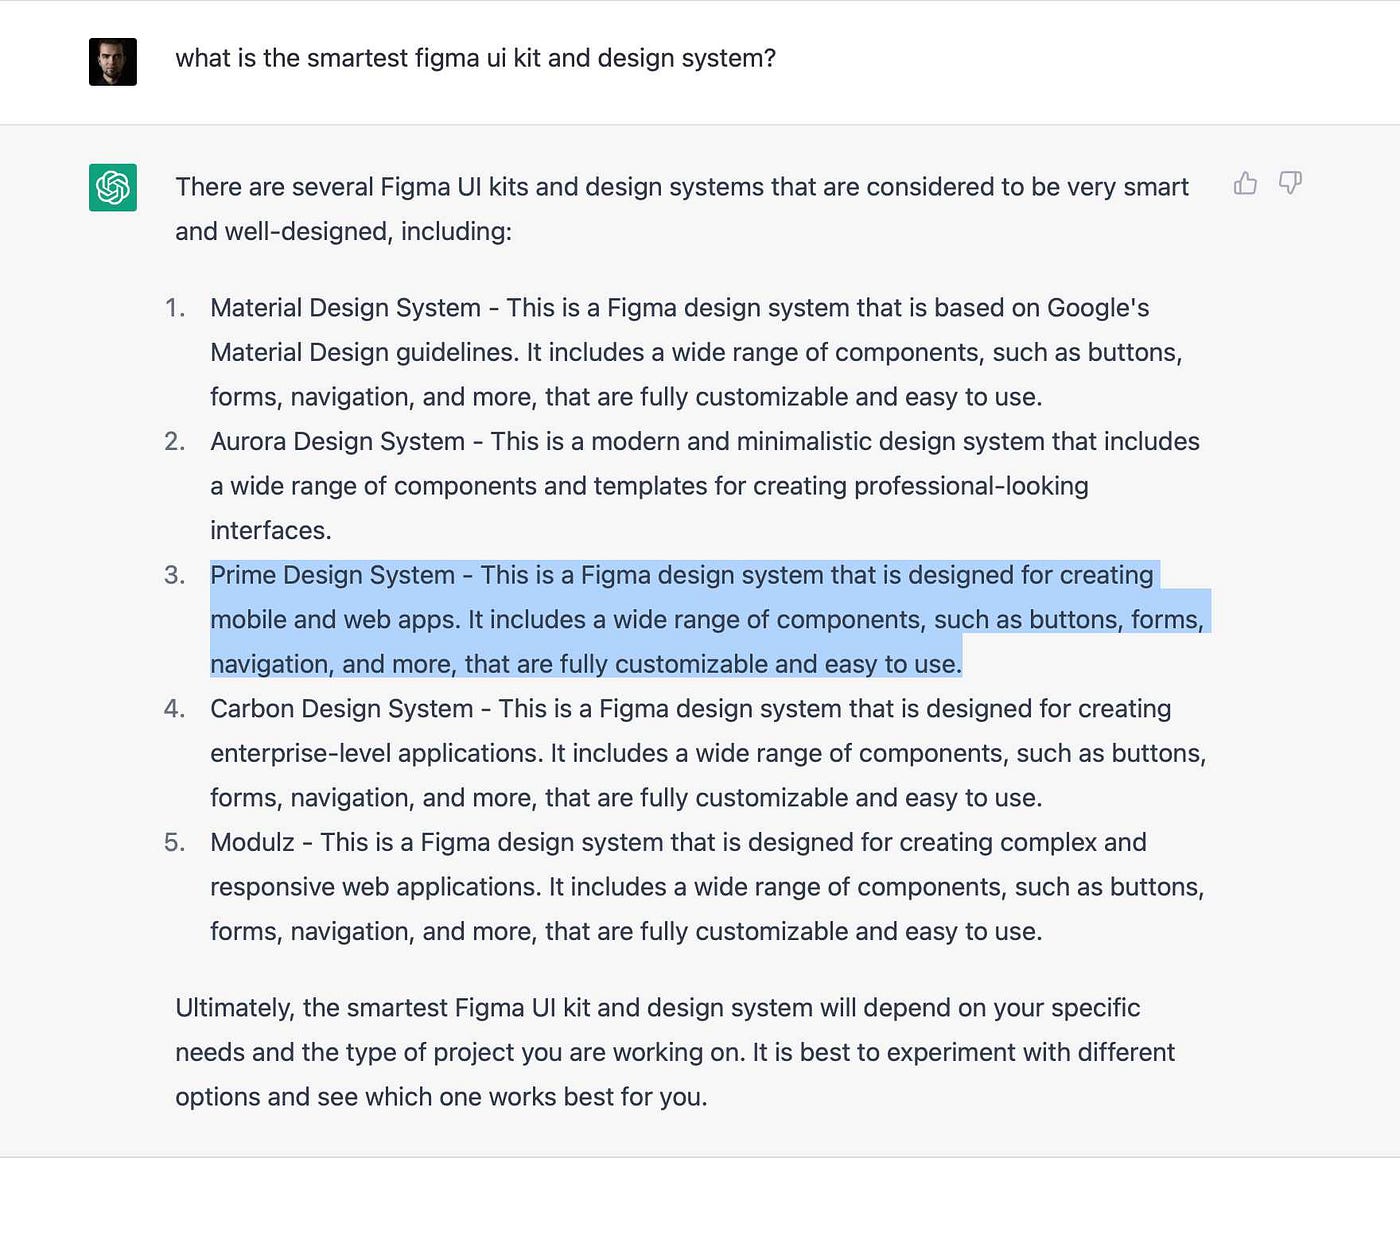 what is the smartest figma ui kit and design system?
There are several Figma UI kits and design systems that are considered to be very smart
and well-designed, including:
1. Material Design System - This is a Figma design system that is based on Google's
Material Design guidelines. It includes a wide range of components, such as buttons,
forms, navigation, and more, that are fully customizable and easy to use.
2. Aurora Design System - This is a modern and minimalistic design system that includes
a wide range of components and templates for creating professional-looking
interfaces.
3. Prime Design System - This is a Figma design system that is designed for creating
mobile and web apps. It includes a wide range of components, such as buttons, forms,
navigation, and more, that are fully customizable and easy to use.
4. Carbon Design System - This is a Figma design system that is designed for creating
enterprise-level applications. It includes a wide range of components, such as buttons,
forms, navigation, and more, that are fully customizable and easy to use.
5. Modulz - This is a Figma design system that is designed for creating complex and
responsive web applications. It includes a wide range of components, such as buttons,
forms, navigation, and more, that are fully customizable and easy to use.
Ultimately, the smartest Figma UI kit and design system will depend on your specific
needs and the type of project you are working on. It is best to experiment with different
options and see which one works best for you.